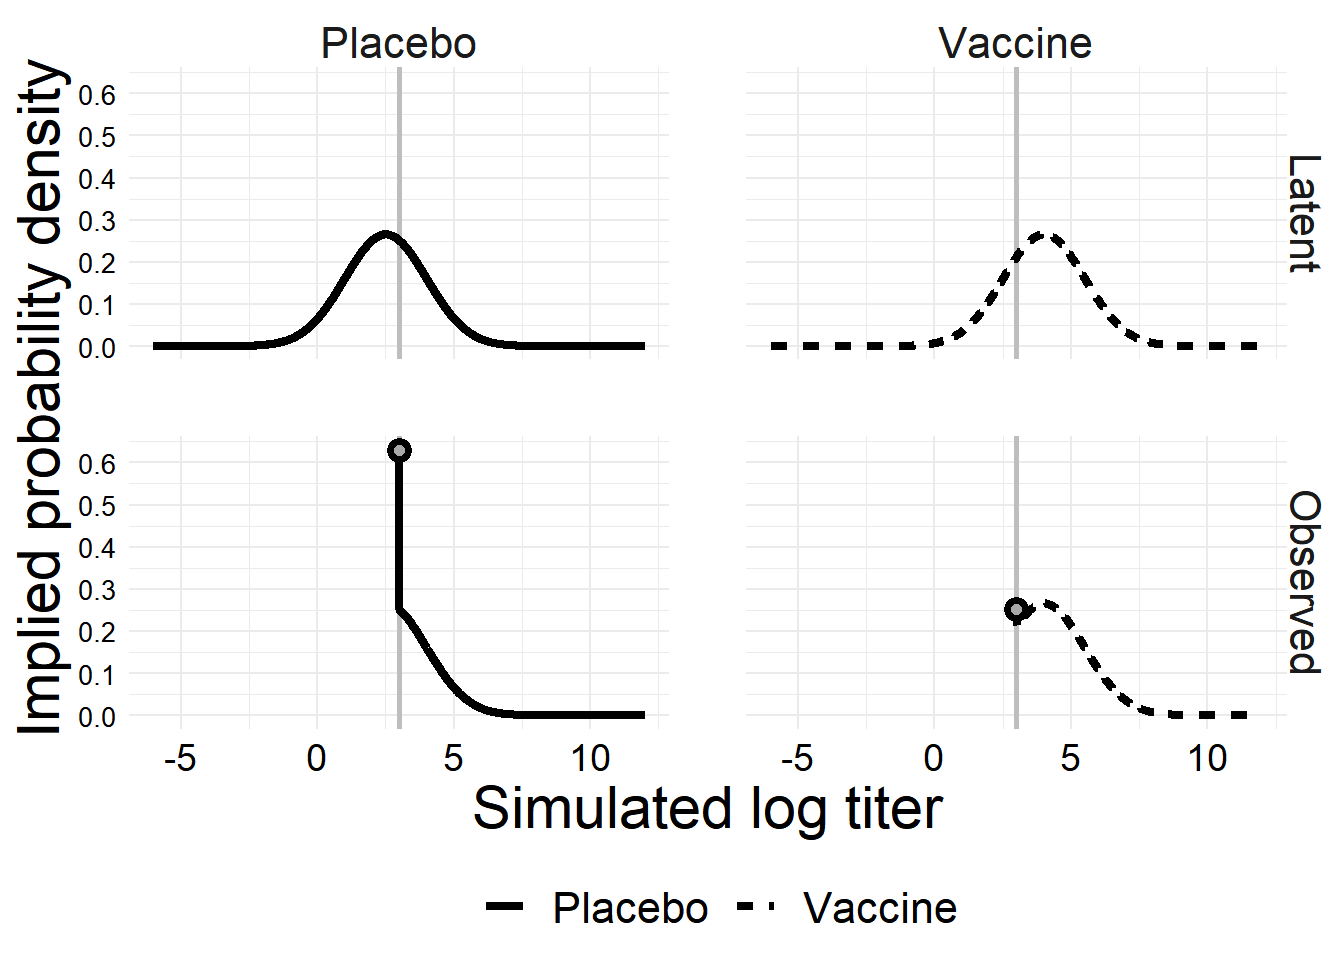 Placebo
Vaccine
Implied probability density
0.6
0.5
0.4
0.3
0.2
0.1
0.0
Latent
0.6
0.5
0.4
0.3
0.2
0.1
0.0
Observed
-5 0 5 10
-5 0 5 10
Simulated log titer
Placebo Vaccine